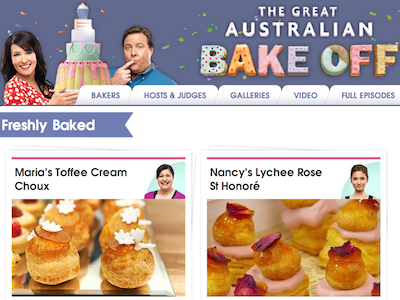 THE GREAT
AUSTRALIAN
BAKE OFF
BAKERS
HOSTS & JUDGES
GALLERIES
VIDEO
FULL EPISODES
Freshly Baked
Maria's Toffee Cream
Choux
Nancy's Lychee Rose
St Honoré